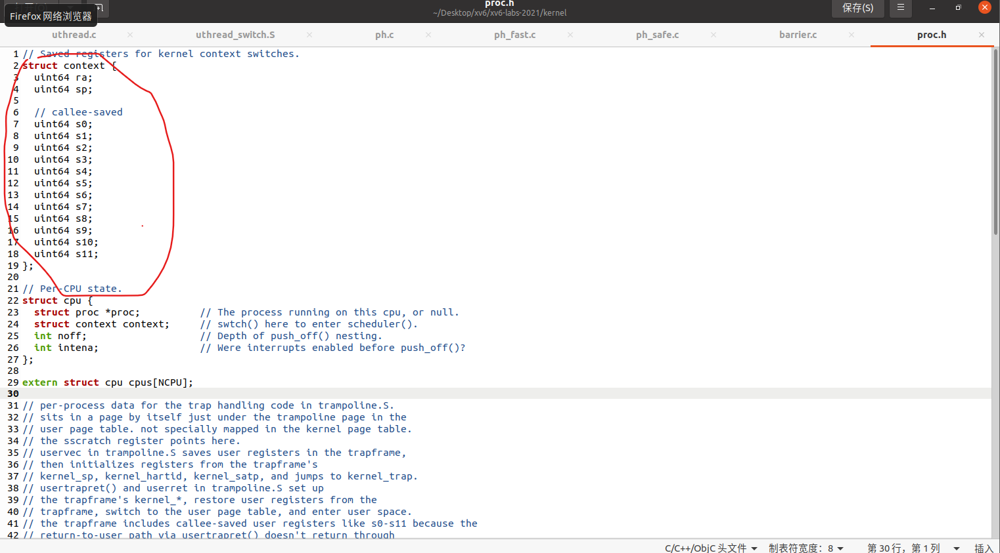 proc.h
~/Desktop/xv6/xv6-labs-2021/kernel
保存(S)
Firefox 网络浏览器
uthread.c
uthread_switch.S
ph.c
ph_fast.c
ph_safe.c
barrier.c
proc.h
1 // Saved registers for kernel context switches.
2 struct context {
3   uint64 ra;
4   uint64 sp;
5
6   // callee-saved
7   uint64 s0;
8   uint64 s1;
9   uint64 s2;
10   uint64 s3;
11   uint64 s4;
12   uint64 s5;
13   uint64 s6;
14   uint64 s7;
15   uint64 s8;
16   uint64 s9;
17   uint64 s10;
18   uint64 s11;
19 };
20
21 // Per-CPU state.
22 struct cpu {
23   struct proc *proc;          // The process running on this cpu, or null.
24   struct context context;     // swtch() here to enter scheduler().
25   int noff;                   // Depth of push_off() nesting.
26   int intena;                 // Were interrupts enabled before push_off()?
27 };
28
29 extern struct cpu cpus[NCPU];
30
31 // per-process data for the trap handling code in trampoline.S.
32 // sits in a page by itself just under the trampoline page in the
33 // user page table. not specially mapped in the kernel page table.
34 // the sscratch register points here.
35 // uservec in trampoline.S saves user registers in the trapframe,
36 // then initializes registers from the trapframe's
37 // kernel_sp, kernel_hartid, kernel_satp, and jumps to kernel_trap.
38 // usertrapret() and userret in trampoline.S set up
39 // the trapframe's kernel_*, restore user registers from the
40 // trapframe, switch to the user page table, and enter user space.
41 // the trapframe includes callee-saved user registers like s0-s11 because the
42 // return-to-user path via usertrapret() doesn't return through
C/C++/ObjC 头文件 制表符宽度：8 第 30 行，第 1 列 插入